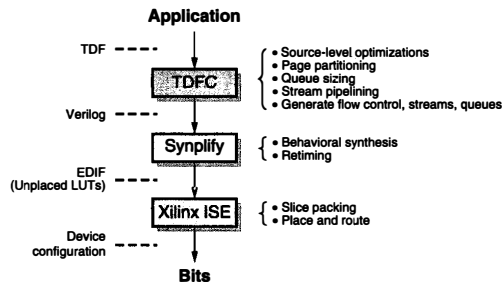 Application
TDF
TDFC
• Source-level optimizations
• Page partitioning
• Queue sizing
• Stream pipelining
• Generate flow control, streams, queues
Verilog
Synplify
• Behavioral synthesis
• Retiming
EDIF
(Unplaced LUTs)
Xilinx ISE
• Slice packing
• Place and route
Device
configuration
Bits